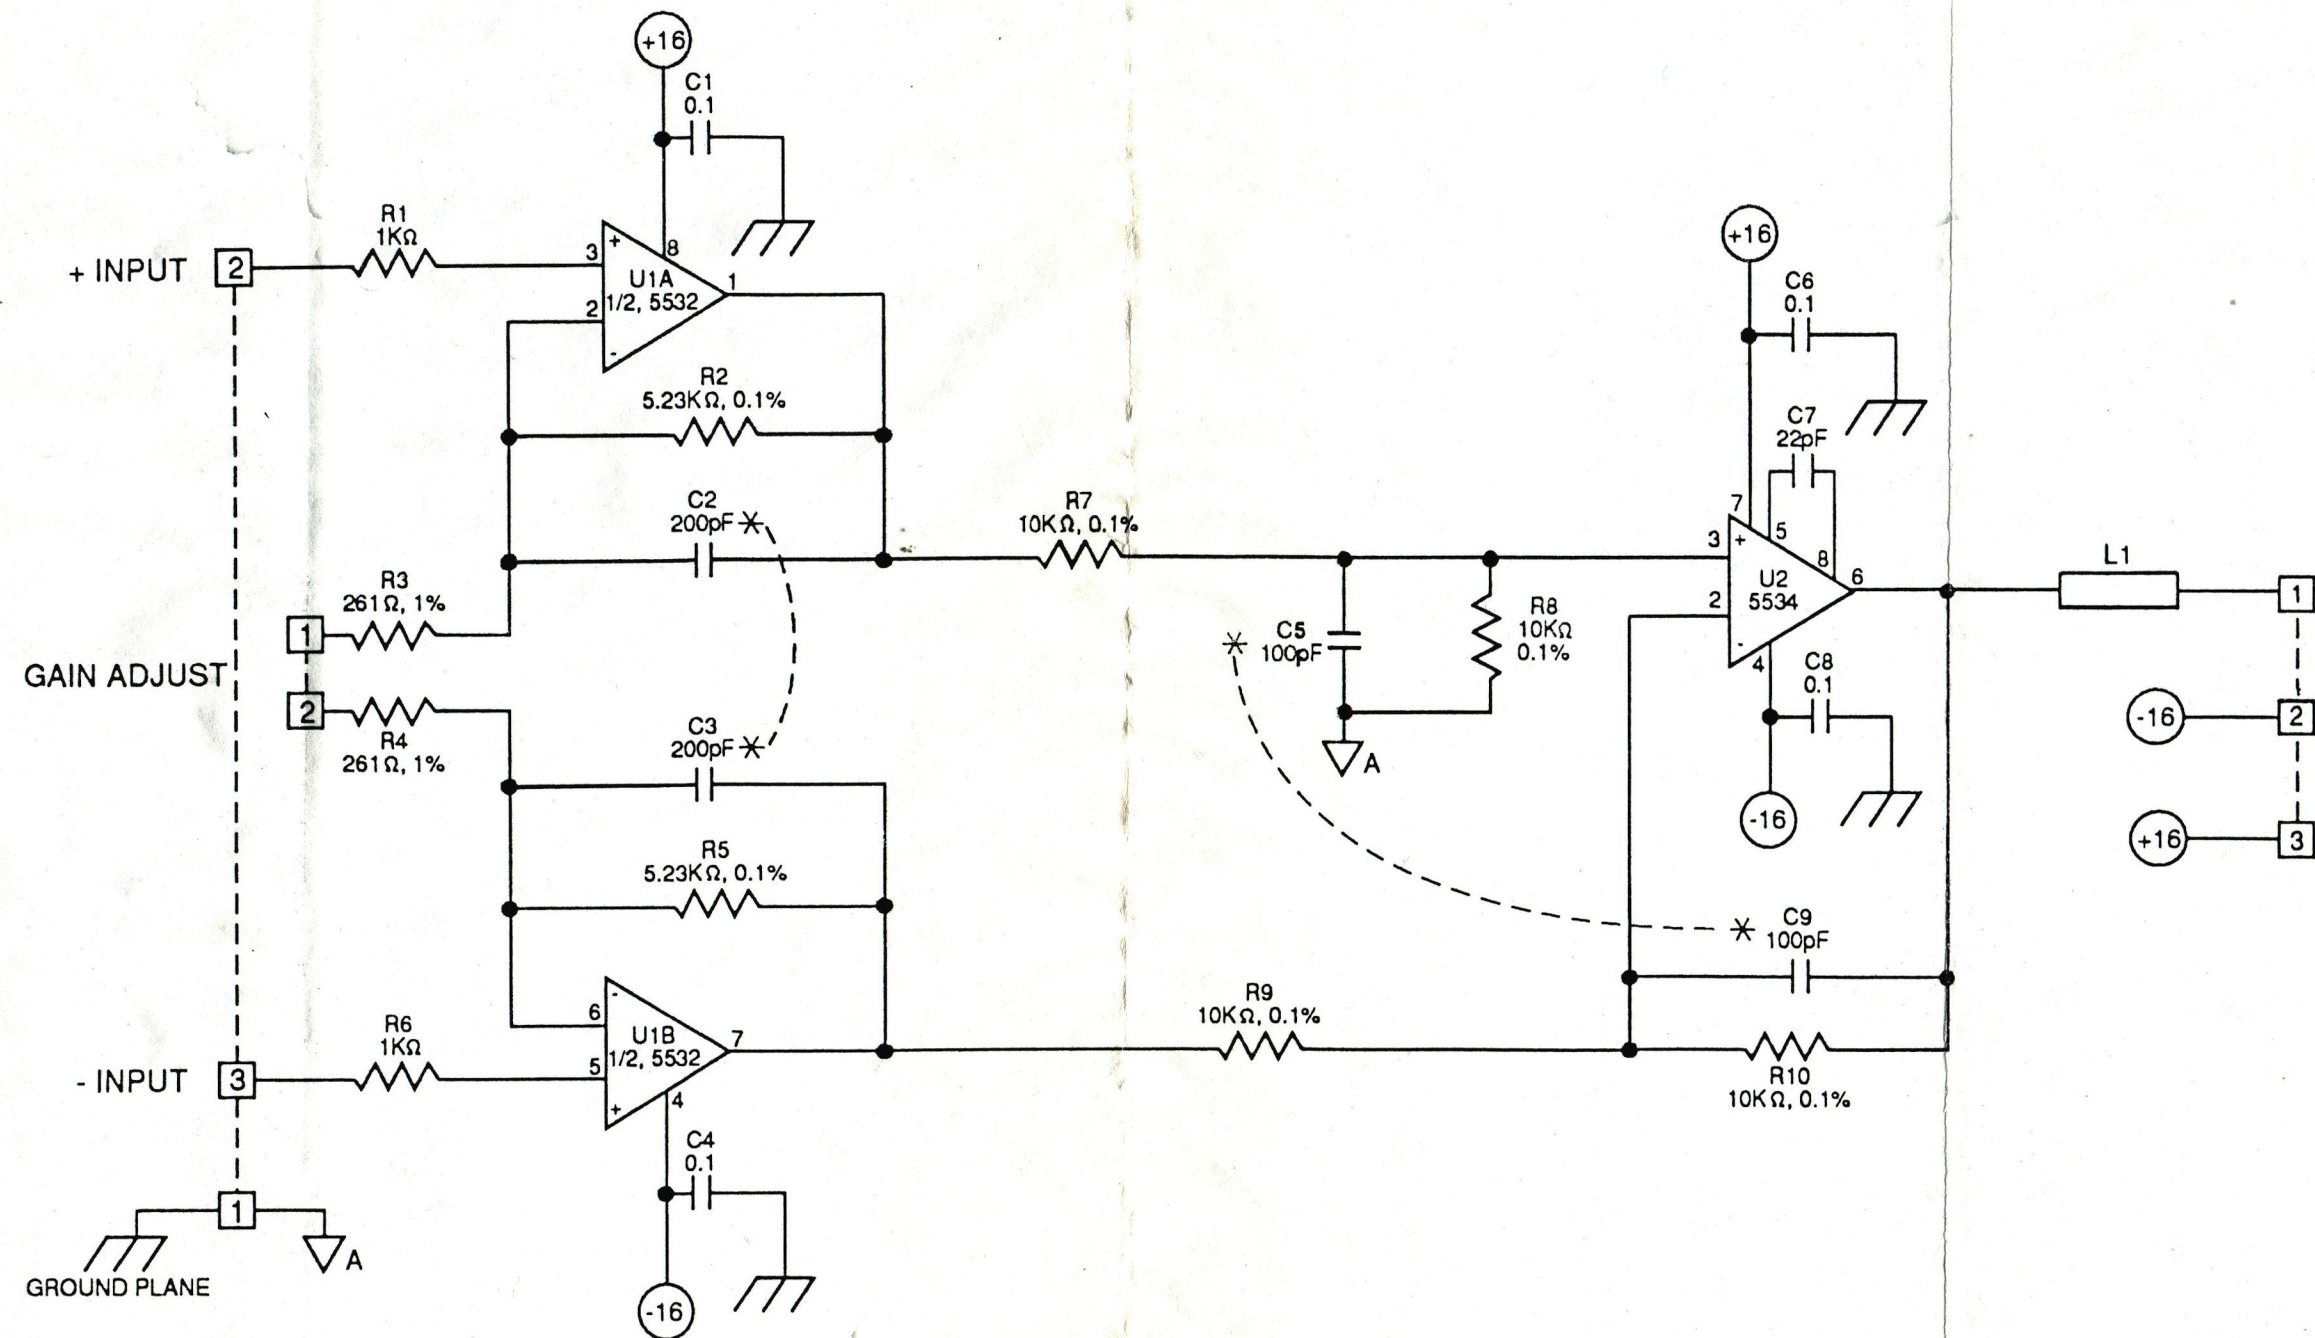 +16
C1
0.1
R1
1KΩ
+ INPUT
2
3
+
8
U1A
1/2, 5532
1
2
-
R2
5.23KΩ, 0.1%
C2
200pF *
R3
261Ω, 1%
1
GAIN ADJUST
2
R4
261Ω, 1%
C3
200pF *
R5
5.23KΩ, 0.1%
6
-
U1B
1/2, 5532
7
5
+
4
R6
1KΩ
- INPUT
3
C4
0.1
-16
1
A
GROUND PLANE
R7
10KΩ, 0.1%
* C5
100pF
R8
10KΩ
0.1%
A
R9
10KΩ, 0.1%
+16
C6
0.1
C7
22pF
7
5
8
3
+
U2
5534
6
2
-
4
C8
0.1
-16
* C9
100pF
R10
10KΩ, 0.1%
L1
1
-16
2
+16
3